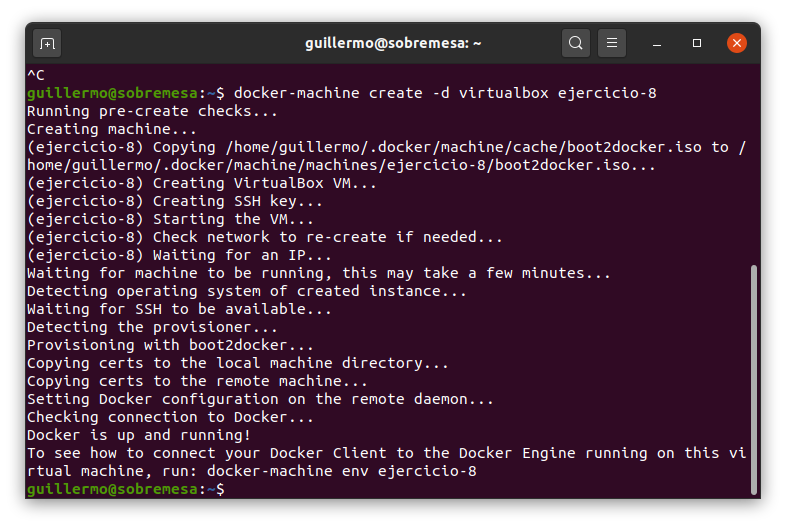 guillermo@sobremesa: ~
^C
guillermo@sobremesa:~$ docker-machine create -d virtualbox ejercicio-8
Running pre-create checks...
Creating machine...
(ejercicio-8) Copying /home/guillermo/.docker/machine/cache/boot2docker.iso to /
home/guillermo/.docker/machine/machines/ejercicio-8/boot2docker.iso...
(ejercicio-8) Creating VirtualBox VM...
(ejercicio-8) Creating SSH key...
(ejercicio-8) Starting the VM...
(ejercicio-8) Check network to re-create if needed...
(ejercicio-8) Waiting for an IP...
Waiting for machine to be running, this may take a few minutes...
Detecting operating system of created instance...
Waiting for SSH to be available...
Detecting the provisioner...
Provisioning with boot2docker...
Copying certs to the local machine directory...
Copying certs to the remote machine...
Setting Docker configuration on the remote daemon...
Checking connection to Docker...
Docker is up and running!
To see how to connect your Docker Client to the Docker Engine running on this vi
rtual machine, run: docker-machine env ejercicio-8
guillermo@sobremesa:~$